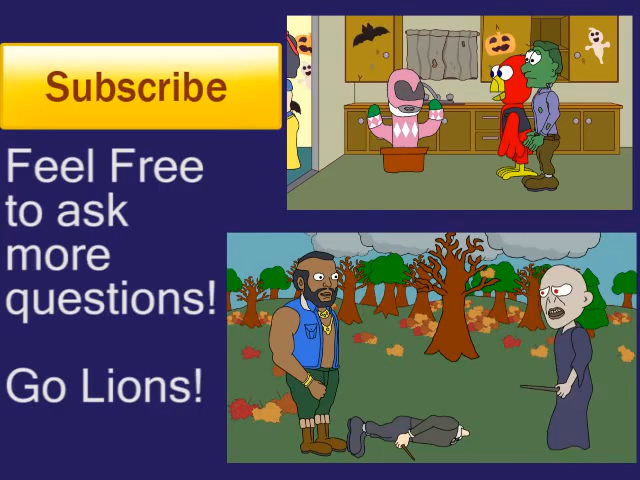 Subscribe
Feel Free
to ask
more
questions!
Go Lions!